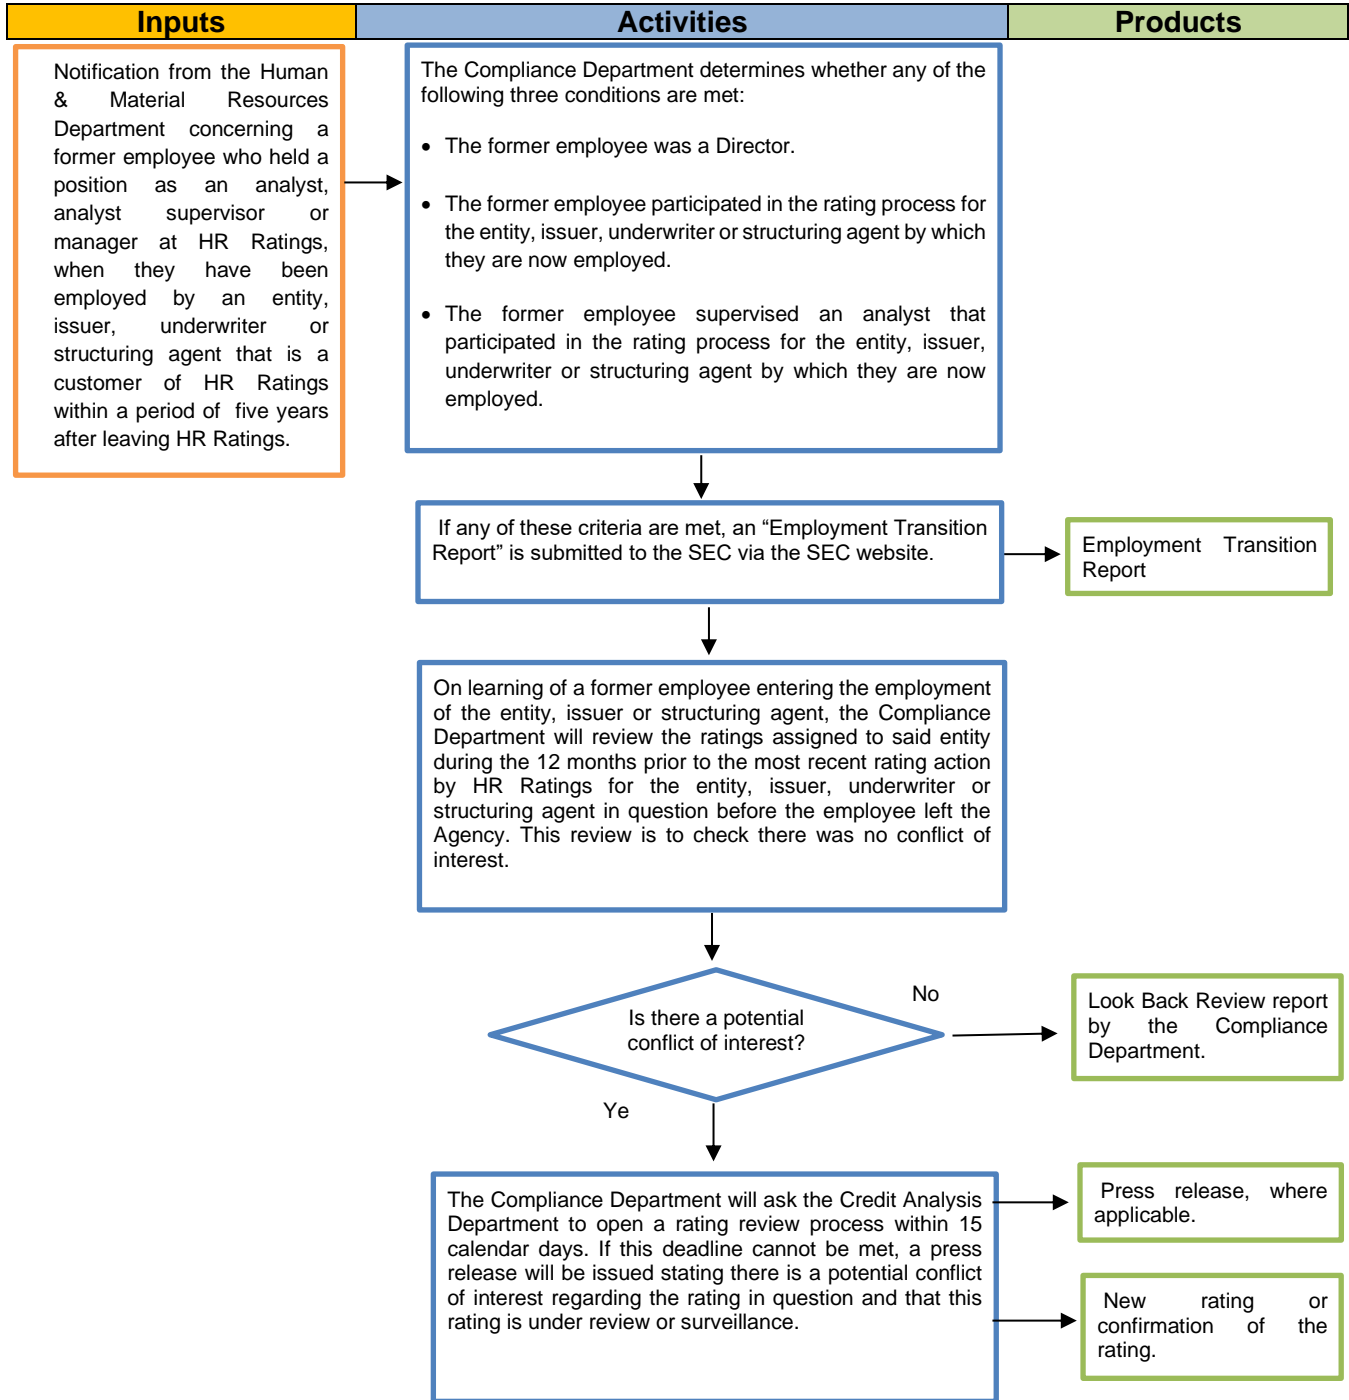 Inputs
Activities
Products
Notification from the Human
& Material Resources
Department concerning a
former employee who held a
position as an analyst,
analyst supervisor or
manager at HR Ratings,
when they have been
employed by an entity,
issuer, underwriter or
structuring agent that is a
customer of HR Ratings
within a period of five years
after leaving HR Ratings.
The Compliance Department determines whether any of the
following three conditions are met:
• The former employee was a Director.
• The former employee participated in the rating process for
the entity, issuer, underwriter or structuring agent by which
they are now employed.
• The former employee supervised an analyst that
participated in the rating process for the entity, issuer,
underwriter or structuring agent by which they are now
employed.
If any of these criteria are met, an “Employment Transition
Report” is submitted to the SEC via the SEC website.
Employment Transition
Report
On learning of a former employee entering the employment
of the entity, issuer or structuring agent, the Compliance
Department will review the ratings assigned to said entity
during the 12 months prior to the most recent rating action
by HR Ratings for the entity, issuer, underwriter or
structuring agent in question before the employee left the
Agency. This review is to check there was no conflict of
interest.
Is there a potential
conflict of interest?
No
Look Back Review report
by the Compliance
Department.
Ye
The Compliance Department will ask the Credit Analysis
Department to open a rating review process within 15
calendar days. If this deadline cannot be met, a press
release will be issued stating there is a potential conflict
of interest regarding the rating in question and that this
rating is under review or surveillance.
Press release, where
applicable.
New rating or
confirmation of the
rating.